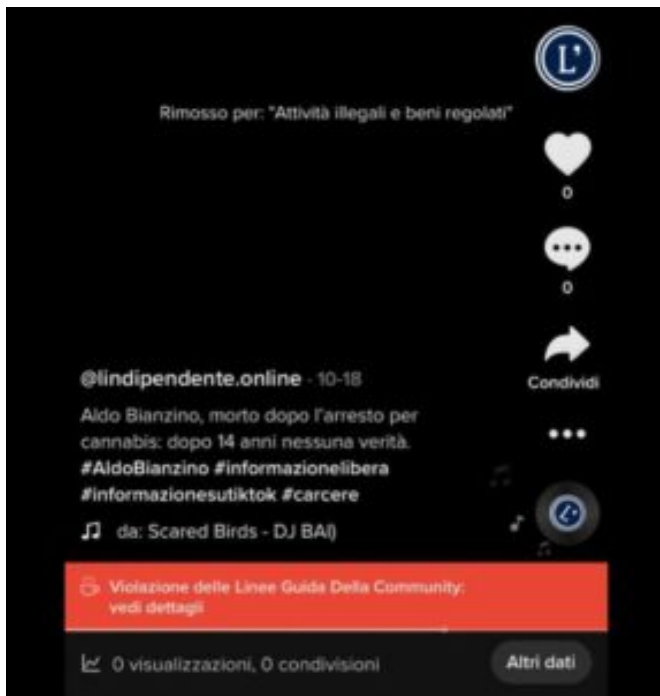 L'
Rimosso per: "Attività illegali e beni regolati"
0
0
Condividi
@lindipendente.online · 10-18
Aldo Bianzino, morto dopo l'arresto per
cannabis: dopo 14 anni nessuna verità.
#AldoBianzino #informazionelibera
#informazionesutiktok #carcere
da: Scared Birds - DJ BAI)
L'
Violazione delle Linee Guida Della Community:
vedi dettagli
0 visualizzazioni, 0 condivisioni
Altri dati